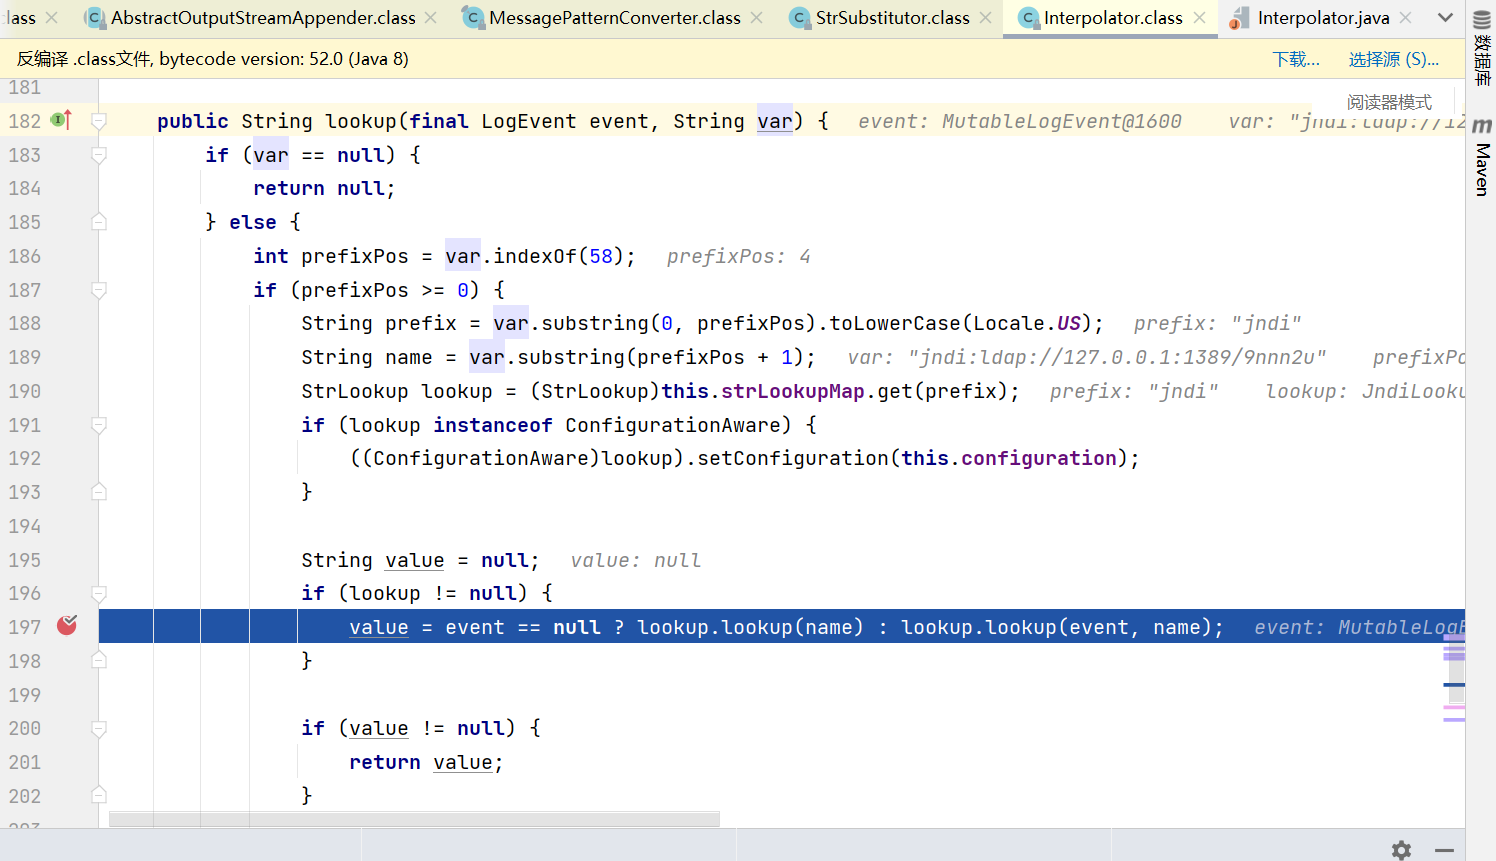 lass AbstractOutputStreamAppender.class MessagePatternConverter.class StrSubstitutor.class Interpolator.class Interpolator.java
反编译 .class文件, bytecode version: 52.0 (Java 8) 下载... 选择源 (S)...
181
阅读器模式
182 public String lookup(final LogEvent event, String var) { event: MutableLogEvent@1600 var: "jndi:ldap://12
183 if (var == null) {
184 return null;
185 } else {
186 int prefixPos = var.indexOf(58); prefixPos: 4
187 if (prefixPos >= 0) {
188 String prefix = var.substring(0, prefixPos).toLowerCase(Locale.US); prefix: "jndi"
189 String name = var.substring(prefixPos + 1); var: "jndi:ldap://127.0.0.1:1389/9nnn2u" prefixPo
190 StrLookup lookup = (StrLookup)this.strLookupMap.get(prefix); prefix: "jndi" lookup: JndiLooku
191 if (lookup instanceof ConfigurationAware) {
192 ((ConfigurationAware)lookup).setConfiguration(this.configuration);
193 }
194
195 String value = null; value: null
196 if (lookup != null) {
197 value = event == null ? lookup.lookup(name) : lookup.lookup(event, name); event: MutableLogE
198 }
199
200 if (value != null) {
201 return value;
202 }
数据库
m Maven